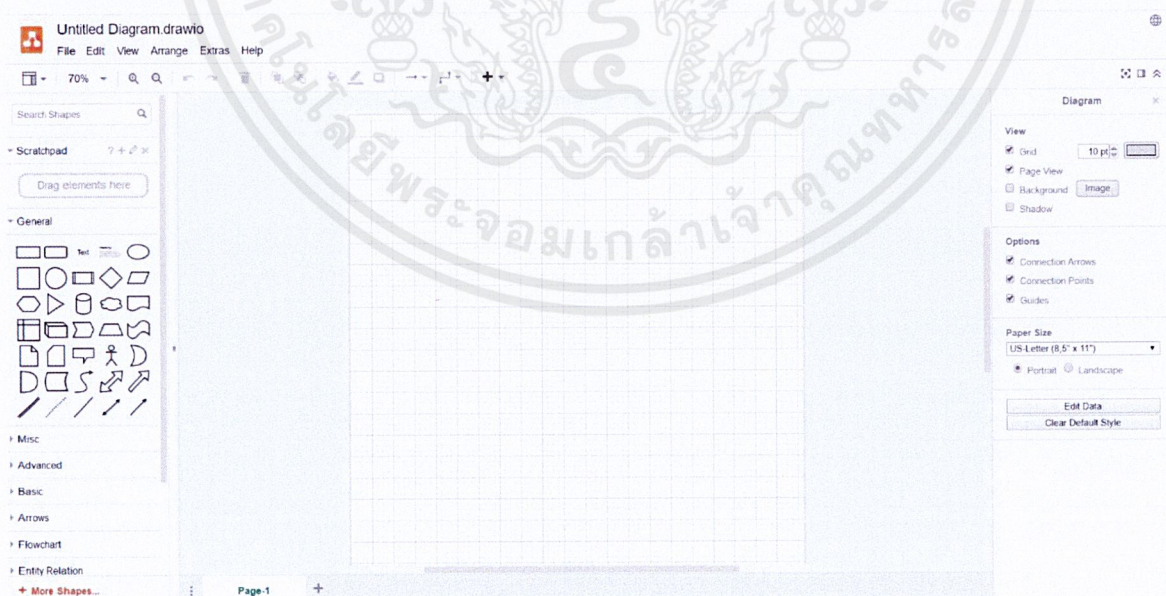 Untitled Diagram.drawio
File Edit View Arrange Extras Help
70%
Search Shapes
Scratchpad
Drag elements here
General
Text
Misc
Advanced
Basic
Arrows
Flowchart
Entity Relation
+ More Shapes...
Page-1
Diagram
View
Grid 10 pt
Page View
Background Image
Shadow
Options
Connection Arrows
Connection Points
Guides
Paper Size
US-Letter (8,5" x 11")
Portrait Landscape
Edit Data
Clear Default Style